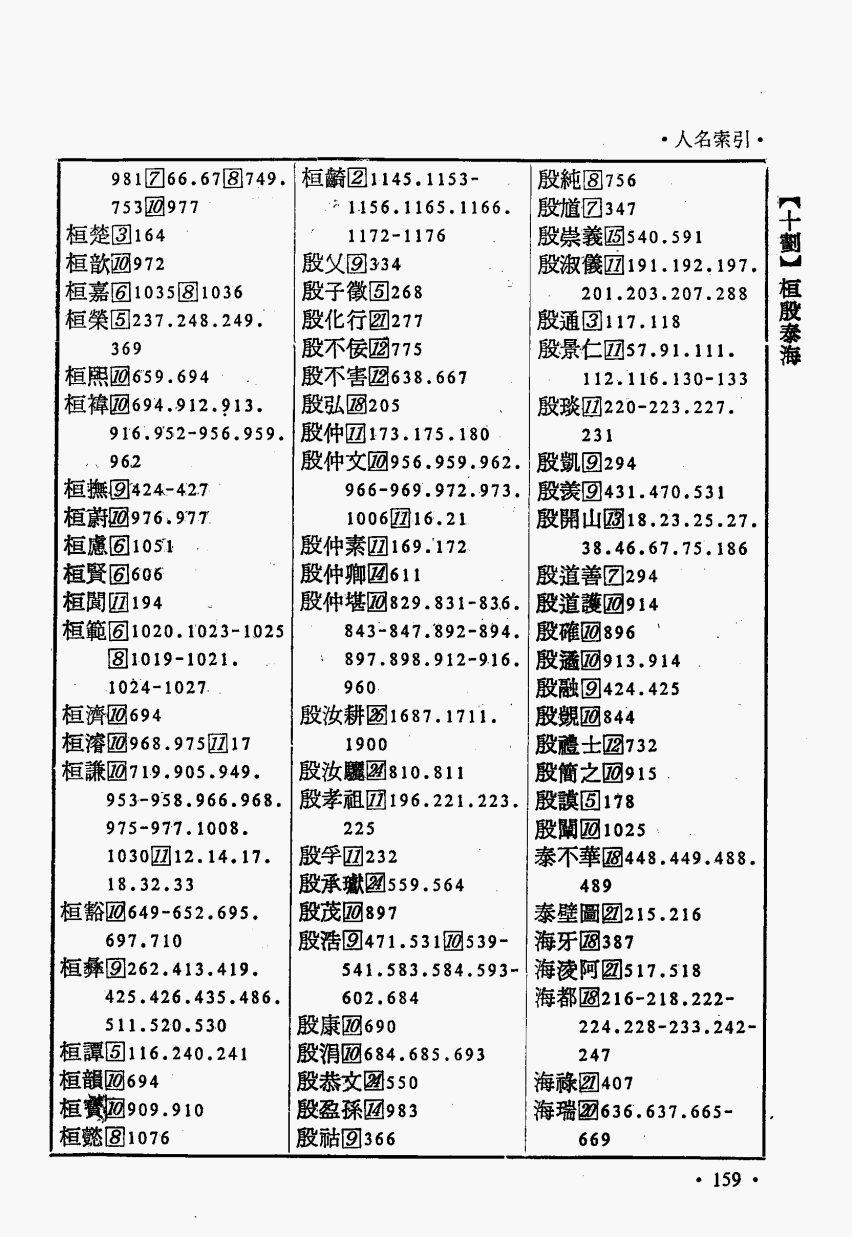 ·人名索引·
【十劃】桓殷泰海
981[7]66.67[8]749.
753[10]977
桓楚[3]164
桓歆[10]972
桓嘉[6]1035[8]1036
桓榮[5]237.248.249.
369
桓熙[10]659.694
桓褘[10]694.912.913.
916.952-956.959.
962
桓撫[9]424-427
桓蔚[10]976.977
桓慮[6]1051
桓賢[6]606
桓閎[11]194
桓範[6]1020.1023-1025
[8]1019-1021.
1024-1027
桓濟[10]694
桓濬[10]968.975[11]17
桓謙[10]719.905.949.
953-958.966.968.
975-977.1008.
1030[11]12.14.17.
18.32.33
桓豁[10]649-652.695.
697.710
桓彝[9]262.413.419.
425.426.435.486.
511.520.530
桓譚[5]116.240.241
桓韻[10]694
桓寶[10]909.910
桓懿[8]1076
桓齮[2]1145.1153-
1156.1165.1166.
1172-1176
殷父[9]334
殷子徵[5]268
殷化行[27]277
殷不佞[12]775
殷不害[12]638.667
殷弘[18]205
殷仲[11]173.175.180
殷仲文[10]956.959.962.
966-969.972.973.
1006[11]16.21
殷仲素[11]169.172
殷仲卿[14]611
殷仲堪[10]829.831-836.
843-847.892-894.
897.898.912-916.
960
殷汝耕[26]1687.1711.
1900
殷汝驪[24]810.811
殷孝祖[11]196.221.223.
225
殷孚[11]232
殷承瓛[24]559.564
殷茂[10]897
殷浩[9]471.531[10]539-
541.583.584.593-
602.684
殷康[10]690
殷涓[10]684.685.693
殷恭文[24]550
殷盈孫[14]983
殷祜[9]366
殷純[8]756
殷馗[7]347
殷崇義[15]540.591
殷淑儀[11]191.192.197.
201.203.207.288
殷通[3]117.118
殷景仁[11]57.91.111.
112.116.130-133
殷琰[11]220-223.227.
231
殷凱[9]294
殷羨[9]431.470.531
殷開山[13]18.23.25.27.
38.46.67.75.186
殷道善[7]294
殷道護[10]914
殷確[10]896
殷遹[10]913.914
殷融[9]424.425
殷覬[10]844
殷禮士[12]732
殷簡之[10]915
殷謨[5]178
殷闡[10]1025
泰不華[18]448.449.488.
489
泰壁圖[27]215.216
海牙[18]387
海淩阿[21]517.518
海都[18]216-218.222-
224.228-233.242-
247
海祿[21]407
海瑞[20]636.637.665-
669
·159·